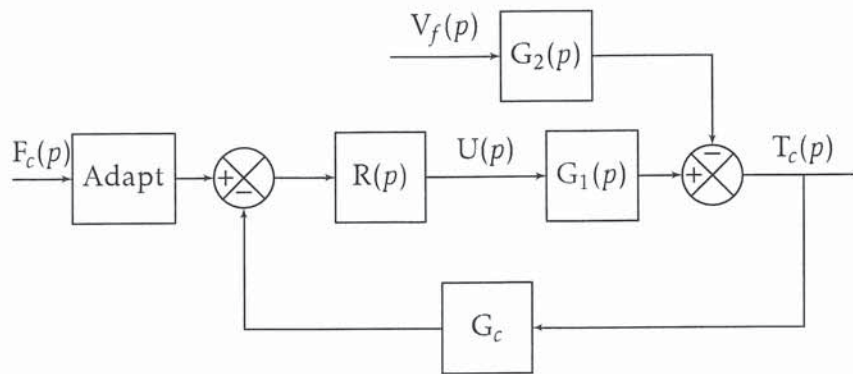 V_f(p)
G_2(p)
F_c(p)
Adapt
+
−
R(p)
U(p)
G_1(p)
+
−
T_c(p)
G_c